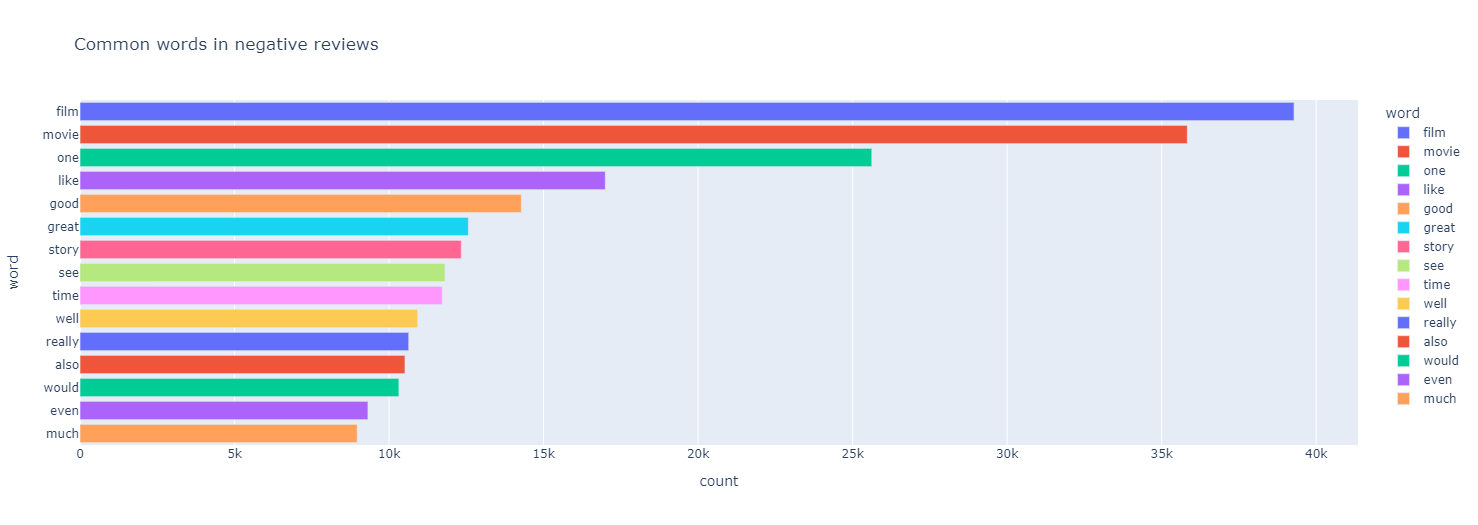 Common words in negative reviews
word
film
movie
one
like
good
great
story
see
time
well
really
also
would
even
much
0 5k 10k 15k 20k 25k 30k 35k 40k
count
word
film
movie
one
like
good
great
story
see
time
well
really
also
would
even
much